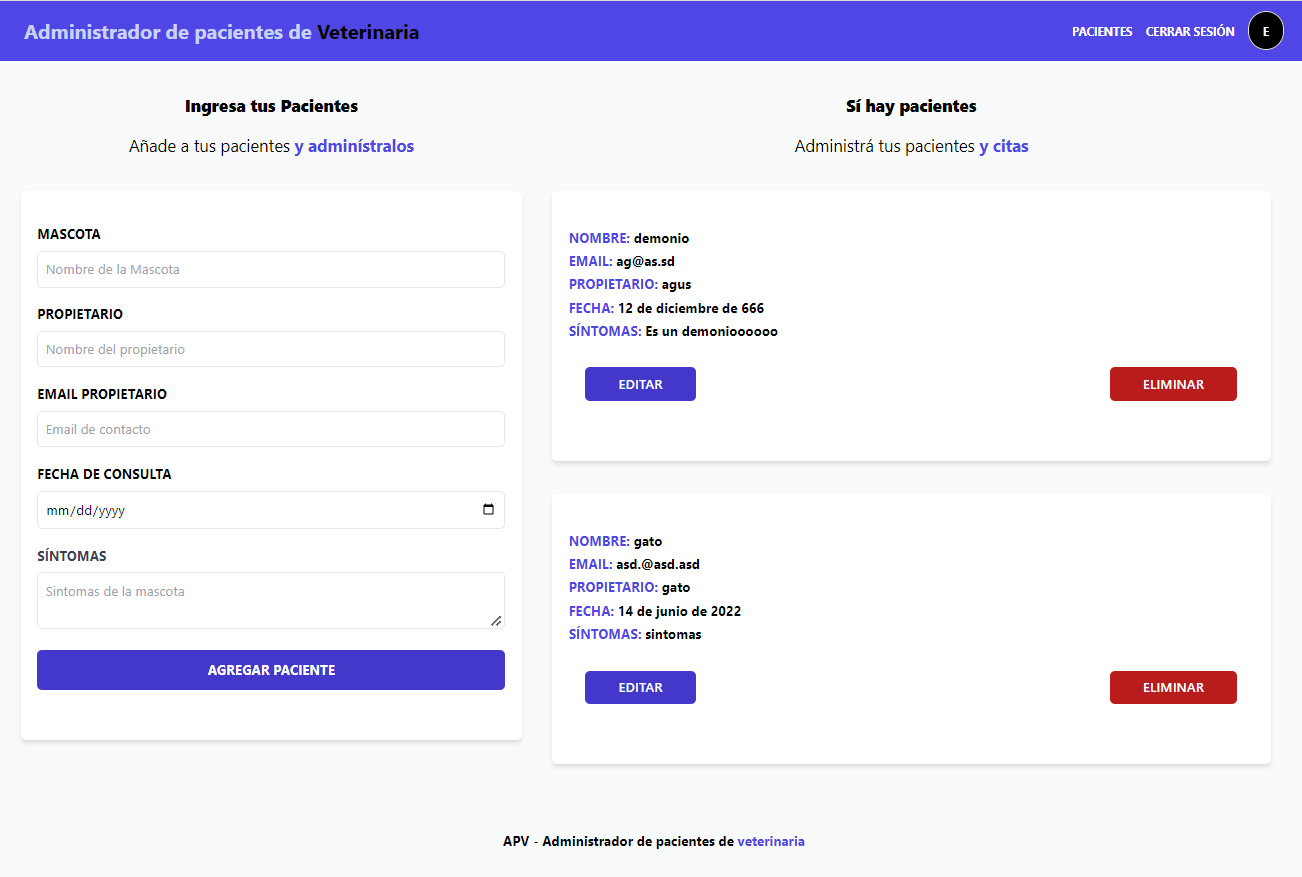 Administrador de pacientes de Veterinaria
PACIENTES CERRAR SESIÓN E
Ingresa tus Pacientes
Añade a tus pacientes y adminístralos
MASCOTA
Nombre de la Mascota
PROPIETARIO
Nombre del propietario
EMAIL PROPIETARIO
Email de contacto
FECHA DE CONSULTA
mm/dd/yyyy
SÍNTOMAS
Sintomas de la mascota
AGREGAR PACIENTE
Sí hay pacientes
Administrá tus pacientes y citas
NOMBRE: demonio
EMAIL: ag@as.sd
PROPIETARIO: agus
FECHA: 12 de diciembre de 666
SÍNTOMAS: Es un demonioooooo
EDITAR ELIMINAR
NOMBRE: gato
EMAIL: asd.@asd.asd
PROPIETARIO: gato
FECHA: 14 de junio de 2022
SÍNTOMAS: sintomas
EDITAR ELIMINAR
APV - Administrador de pacientes de veterinaria